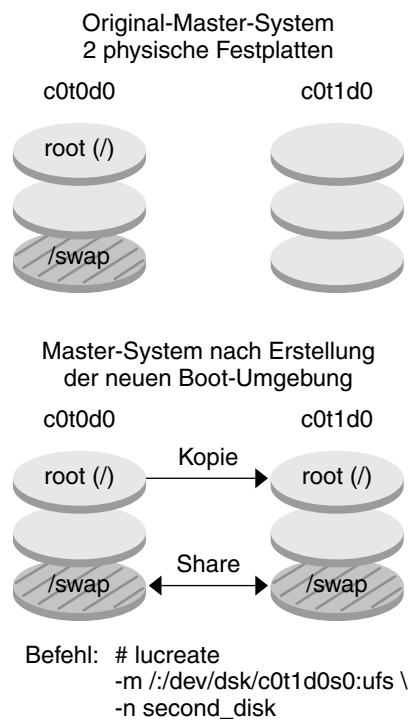 Original-Master-System
2 physische Festplatten
c0t0d0 c0t1d0
root (/)
/swap
Master-System nach Erstellung
der neuen Boot-Umgebung
c0t0d0 c0t1d0
root (/) Kopie root (/)
/swap Share /swap
Befehl: # lucreate
-m /:/dev/dsk/c0t1d0s0:ufs \
-n second_disk